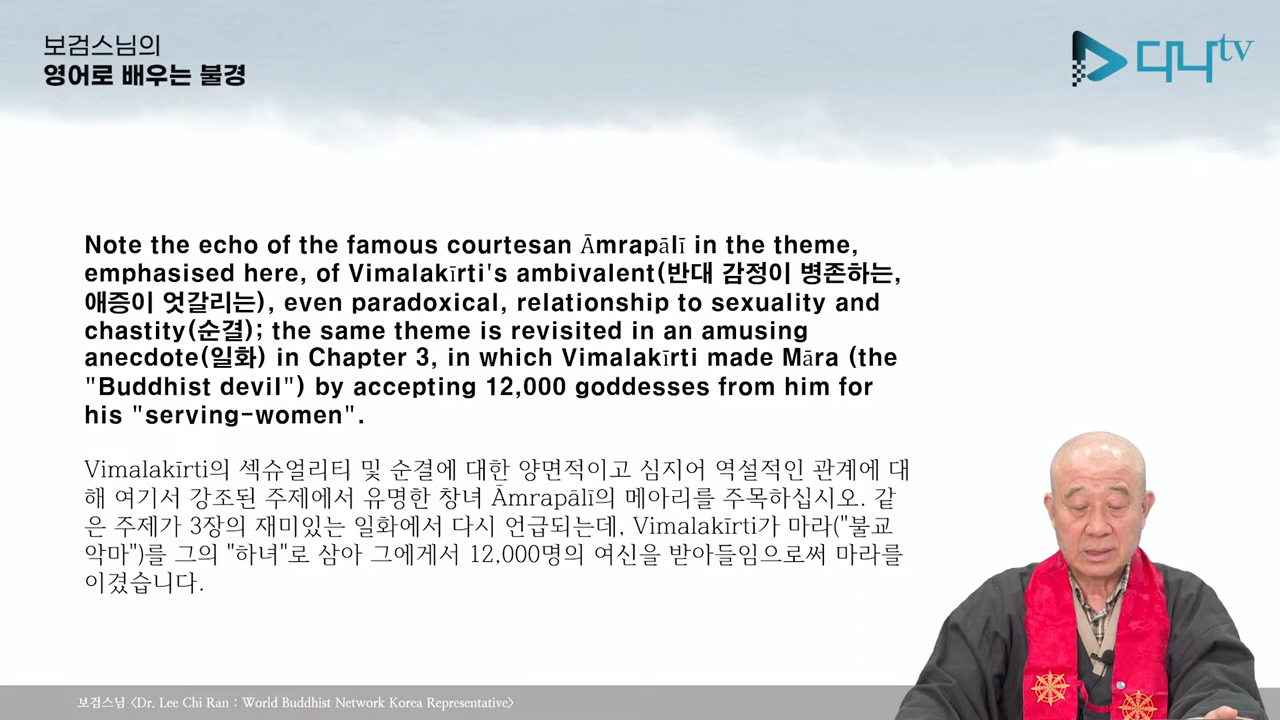 보검스님의
영어로 배우는 불경
디나tv
Note the echo of the famous courtesan Āmrapālī in the theme,
emphasised here, of Vimalakīrti's ambivalent(반대 감정이 병존하는,
애증이 엇갈리는), even paradoxical, relationship to sexuality and
chastity(순결); the same theme is revisited in an amusing
anecdote(일화) in Chapter 3, in which Vimalakīrti made Māra (the
"Buddhist devil") by accepting 12,000 goddesses from him for
his "serving-women".
Vimalakīrti의 섹슈얼리티 및 순결에 대한 양면적이고 심지어 역설적인 관계에 대
해 여기서 강조된 주제에서 유명한 창녀 Āmrapālī의 메아리를 주목하십시오. 같
은 주제가 3장의 재미있는 일화에서 다시 언급되는데, Vimalakīrti가 마라("불교
악마")를 그의 "하녀"로 삼아 그에게서 12,000명의 여신을 받아들임으로써 마라를
이겼습니다.
보검스님 <Dr. Lee Chi Ran : World Buddhist Network Korea Representative>